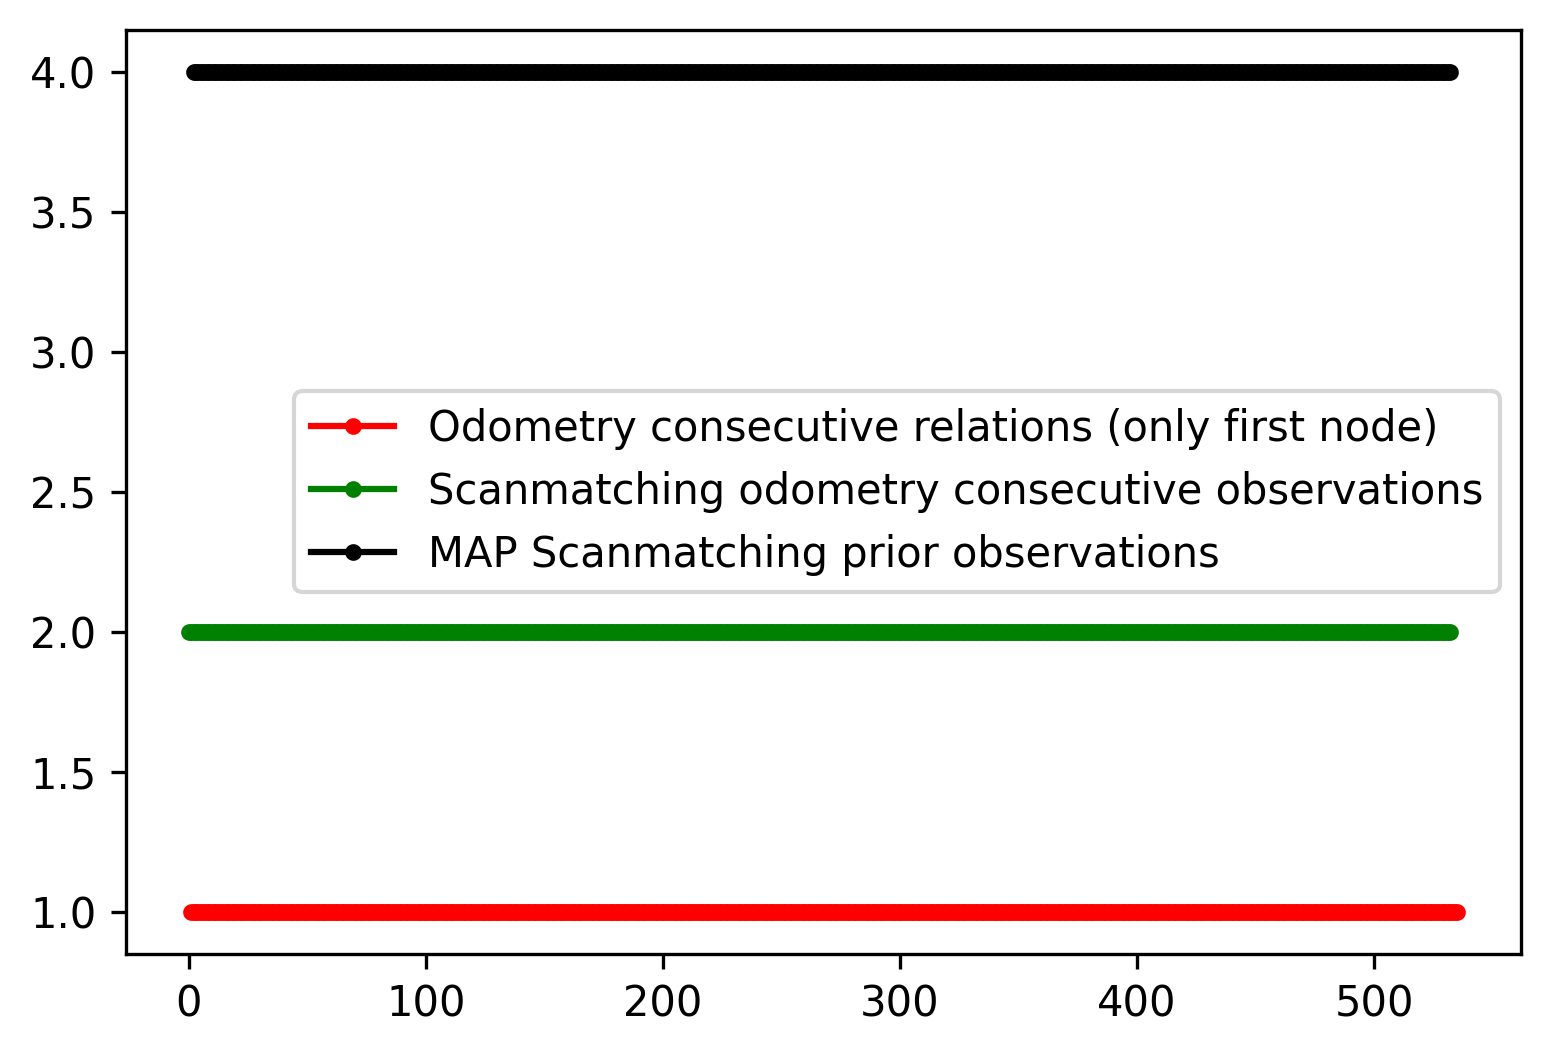 4.0
3.5
3.0
2.5
2.0
1.5
1.0
Odometry consecutive relations (only first node)
Scanmatching odometry consecutive observations
MAP Scanmatching prior observations
0 100 200 300 400 500